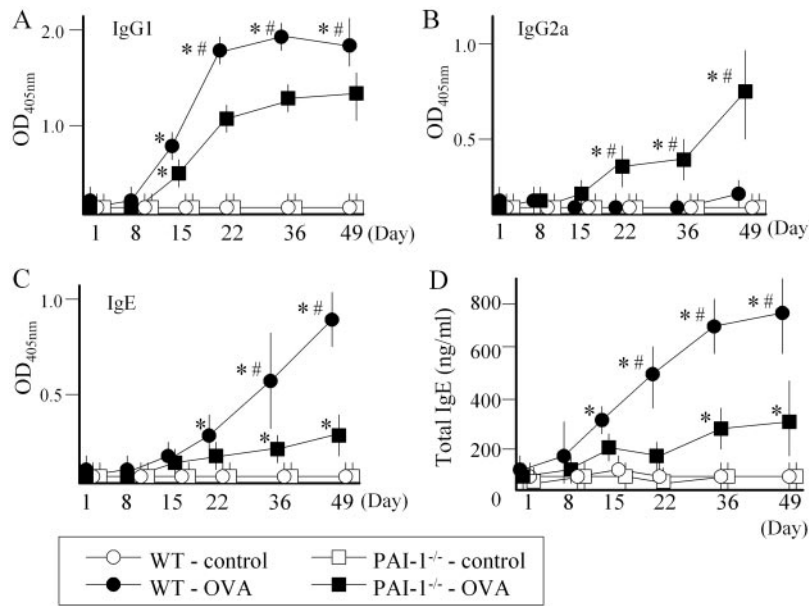 A IgG1
OD405nm
2.0
* # * # * #
*
1.0
*
1 8 15 22 36 49 (Day)
B IgG2a
OD405nm
1.0
* #
0.5
* # * #
1 8 15 22 36 49 (Day)
C IgE
OD405nm
1.0
* #
* #
0.5
* * *
1 8 15 22 36 49 (Day)
D
Total IgE (ng/ml)
800
* # * #
600
* #
400
* * *
200
0
1 8 15 22 36 49
(Day)
WT - control PAI-1-/- - control
WT - OVA PAI-1-/- - OVA